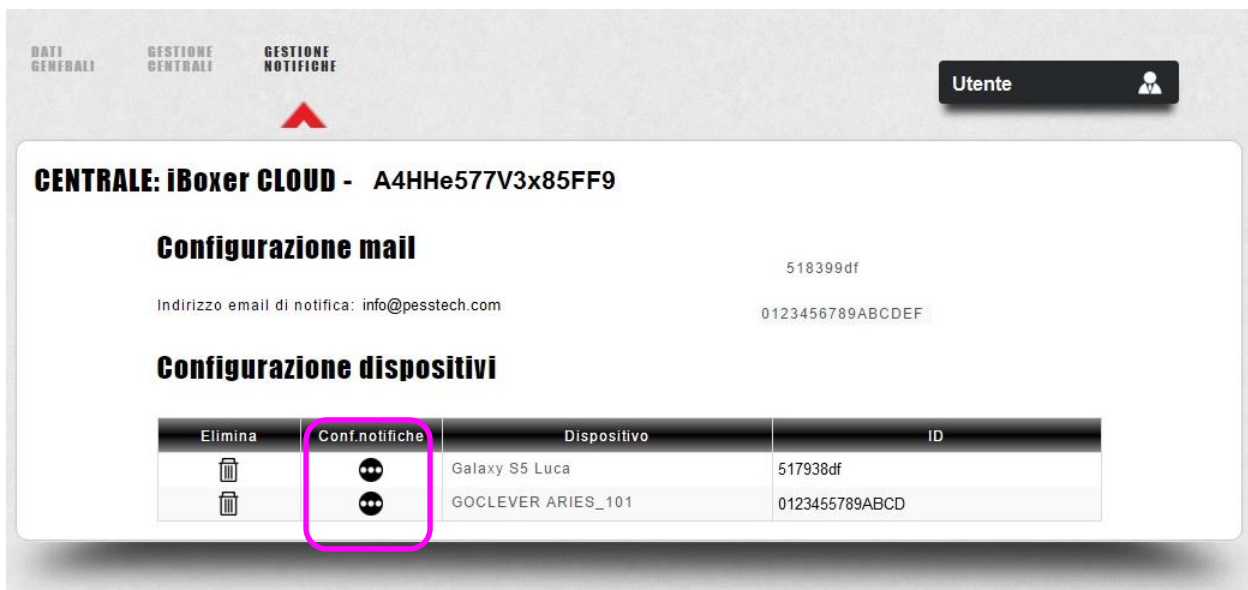 DATI
GENERALI
GESTIONE
CENTRALI
GESTIONE
NOTIFICHE
Utente
CENTRALE: iBoxer CLOUD - A4HHe577V3x85FF9
Configurazione mail
518399df
Indirizzo email di notifica: info@pesstech.com
0123456789ABCDEF
Configurazione dispositivi
Elimina Conf.notifiche Dispositivo ID
Galaxy S5 Luca 517938df
GOCLEVER ARIES_101 0123455789ABCD